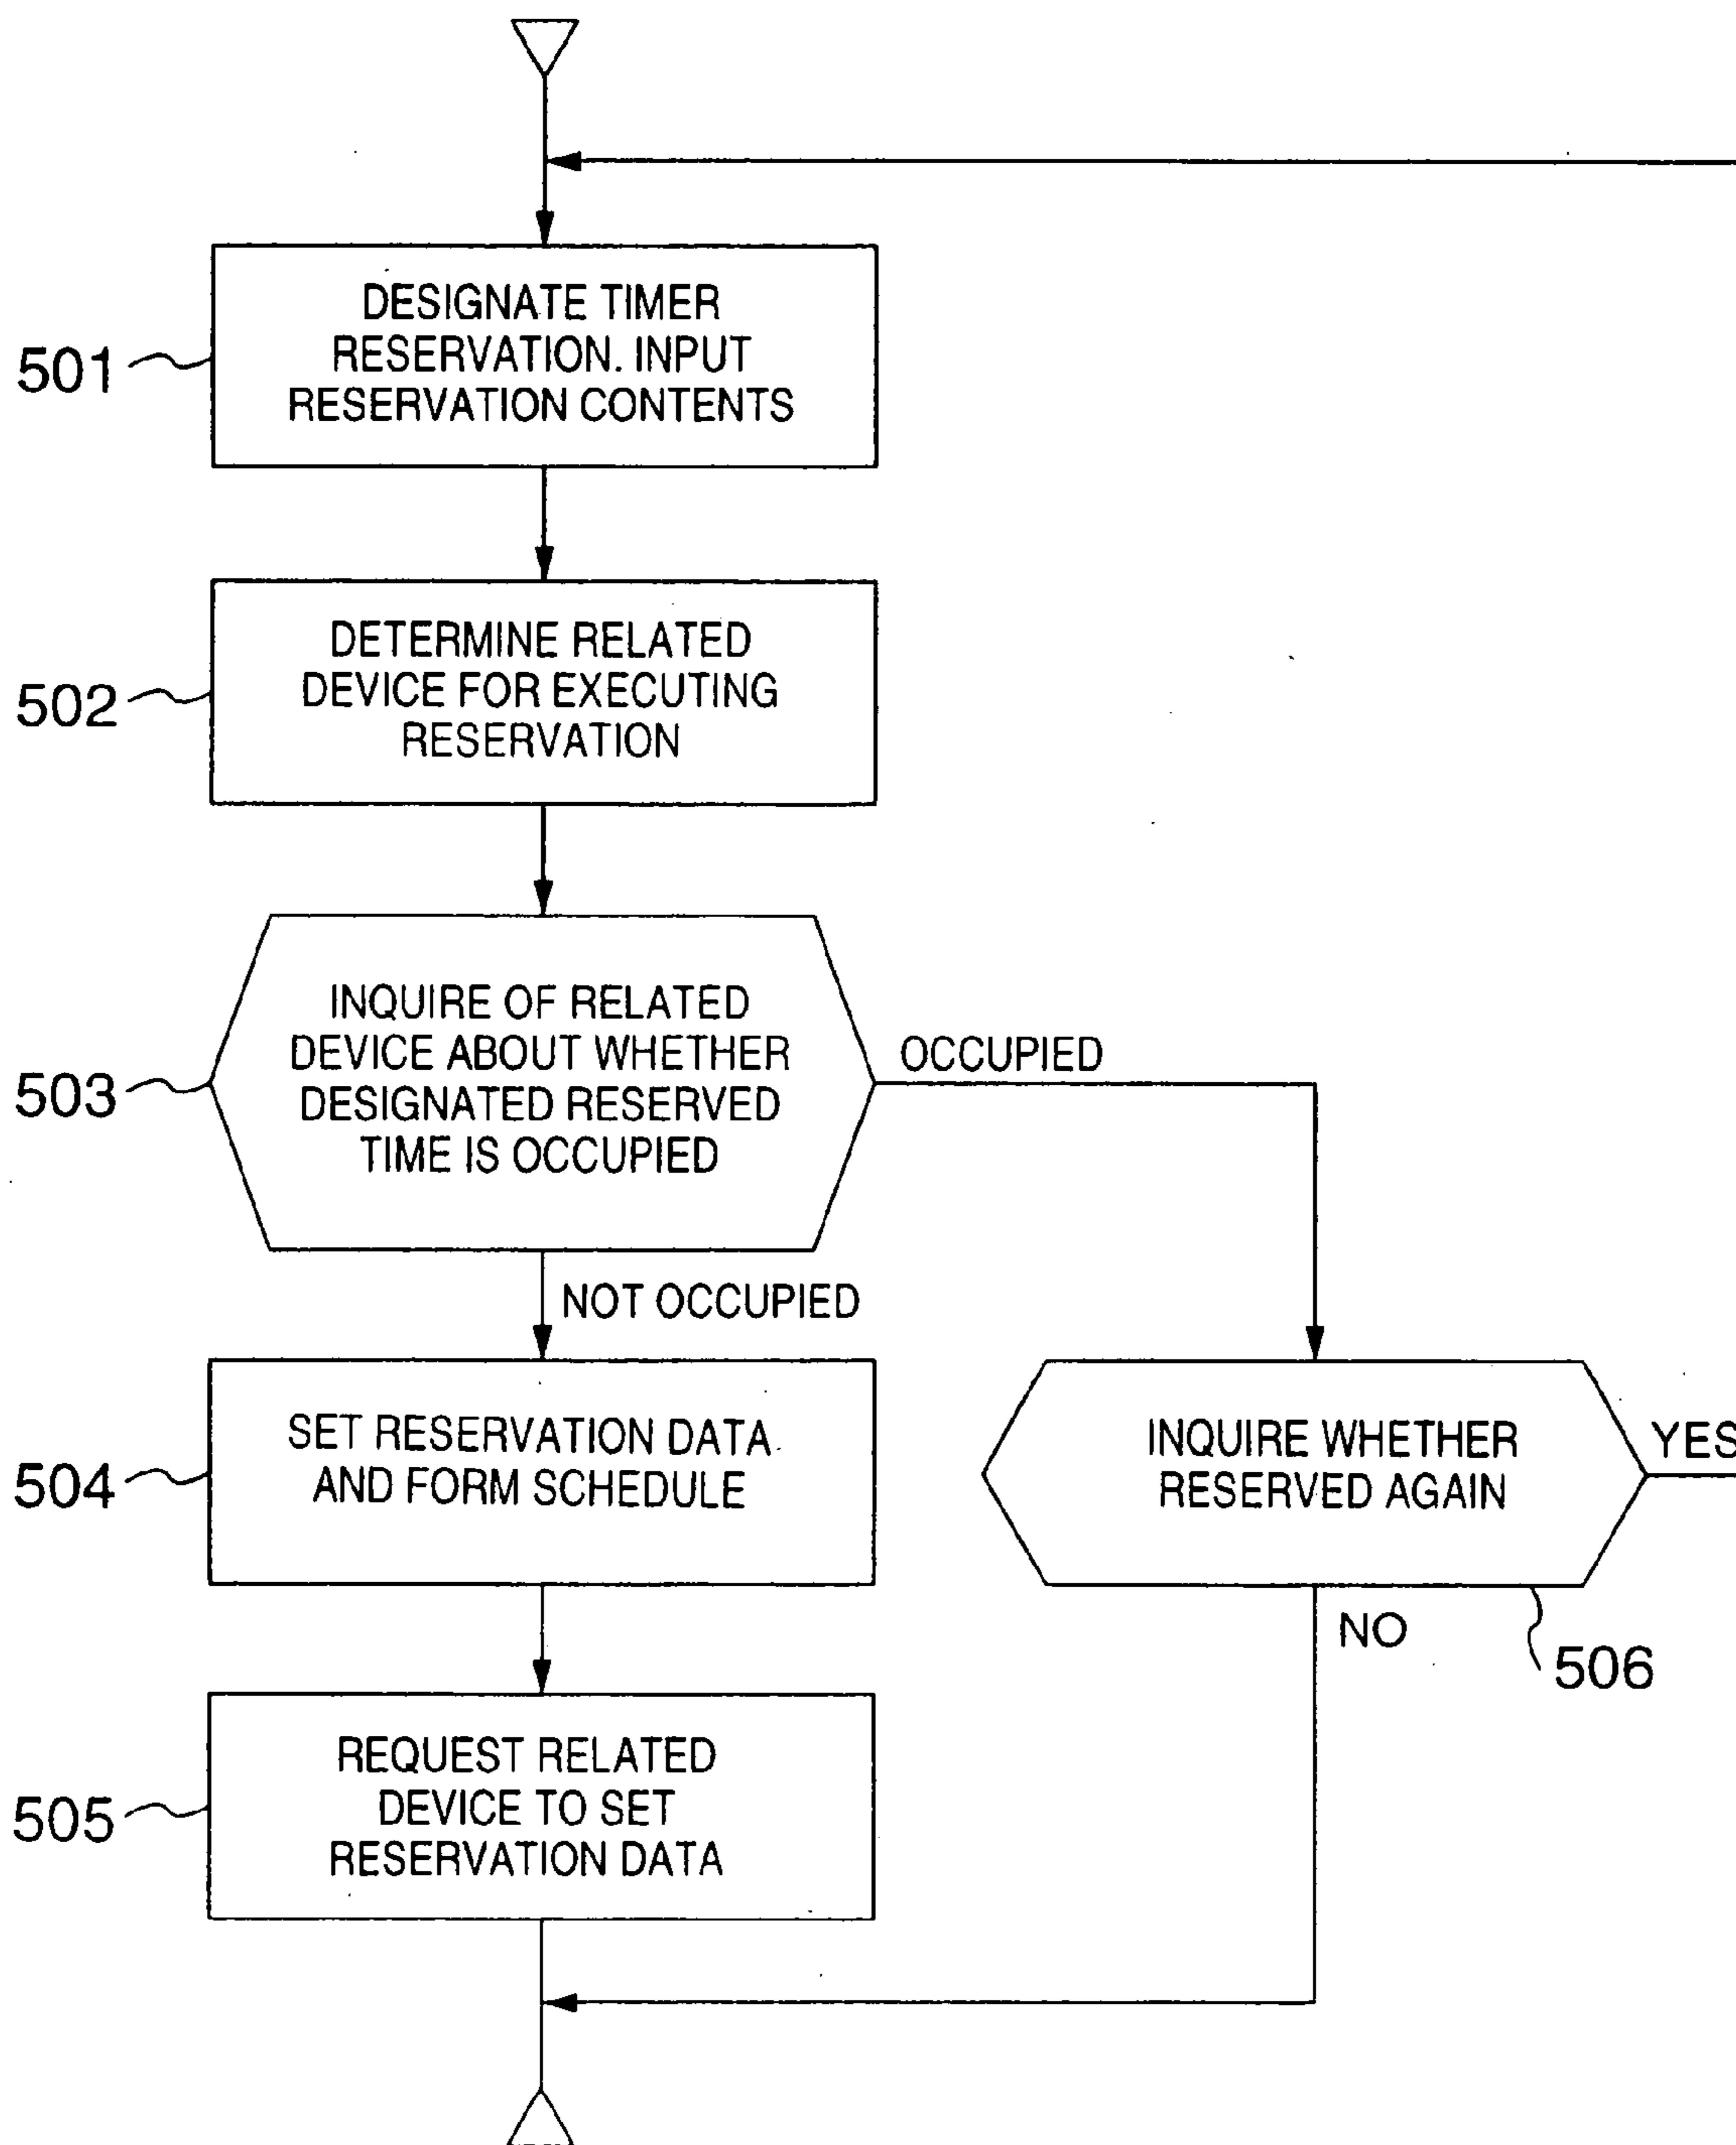 501
DESIGNATE TIMER
RESERVATION. INPUT
RESERVATION CONTENTS
502
DETERMINE RELATED
DEVICE FOR EXECUTING
RESERVATION
503
INQUIRE OF RELATED
DEVICE ABOUT WHETHER
DESIGNATED RESERVED
TIME IS OCCUPIED
OCCUPIED
NOT OCCUPIED
504
SET RESERVATION DATA
AND FORM SCHEDULE
INQUIRE WHETHER
RESERVED AGAIN
YES
NO
506
505
REQUEST RELATED
DEVICE TO SET
RESERVATION DATA